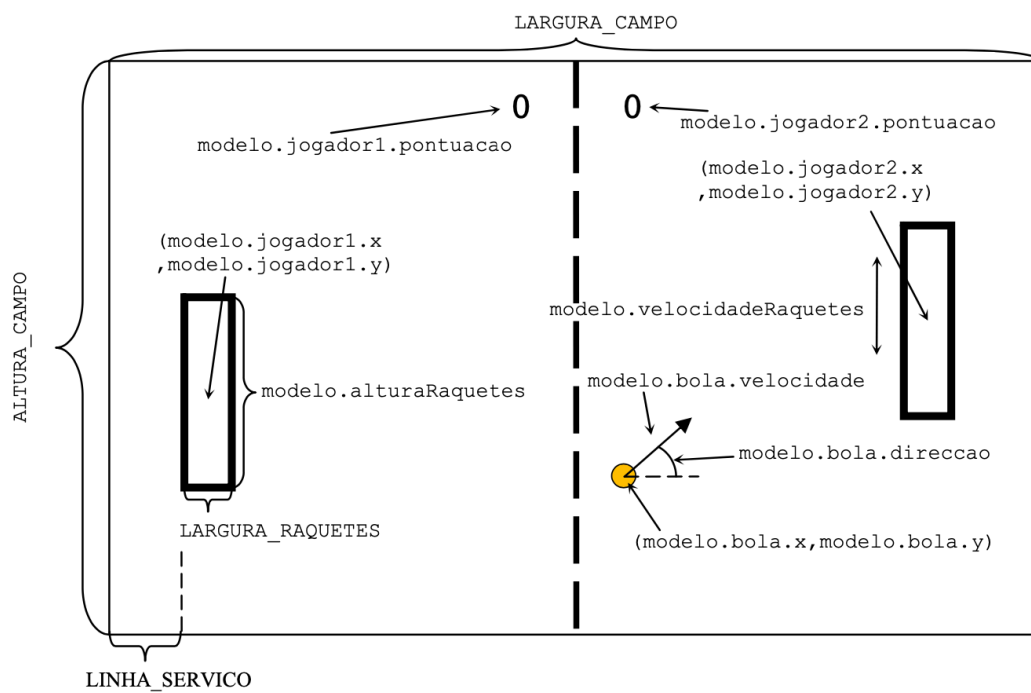 LARGURA_CAMPO
0
0
modelo.jogador1.pontuacao
modelo.jogador2.pontuacao
(modelo.jogador2.x
,modelo.jogador2.y)
(modelo.jogador1.x
,modelo.jogador1.y)
ALTURA_CAMPO
modelo.velocidadeRaquetes
modelo.alturaRaquetes
modelo.bola.velocidade
modelo.bola.direccao
LARGURA_RAQUETES
(modelo.bola.x,modelo.bola.y)
LINHA_SERVICO